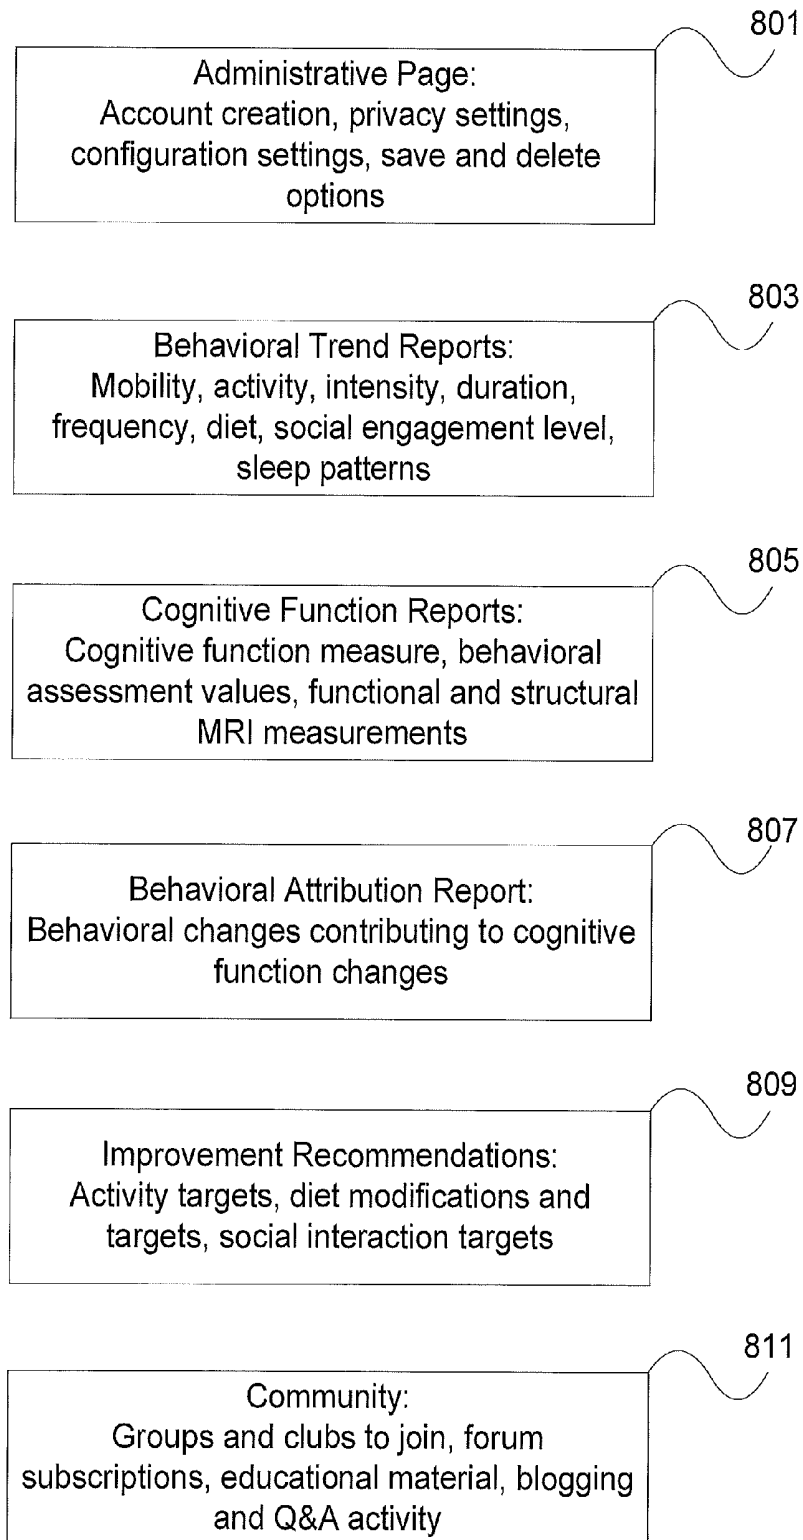 801
Administrative Page:
Account creation, privacy settings,
configuration settings, save and delete
options
803
Behavioral Trend Reports:
Mobility, activity, intensity, duration,
frequency, diet, social engagement level,
sleep patterns
805
Cognitive Function Reports:
Cognitive function measure, behavioral
assessment values, functional and structural
MRI measurements
807
Behavioral Attribution Report:
Behavioral changes contributing to cognitive
function changes
809
Improvement Recommendations:
Activity targets, diet modifications and
targets, social interaction targets
811
Community:
Groups and clubs to join, forum
subscriptions, educational material, blogging
and Q&A activity